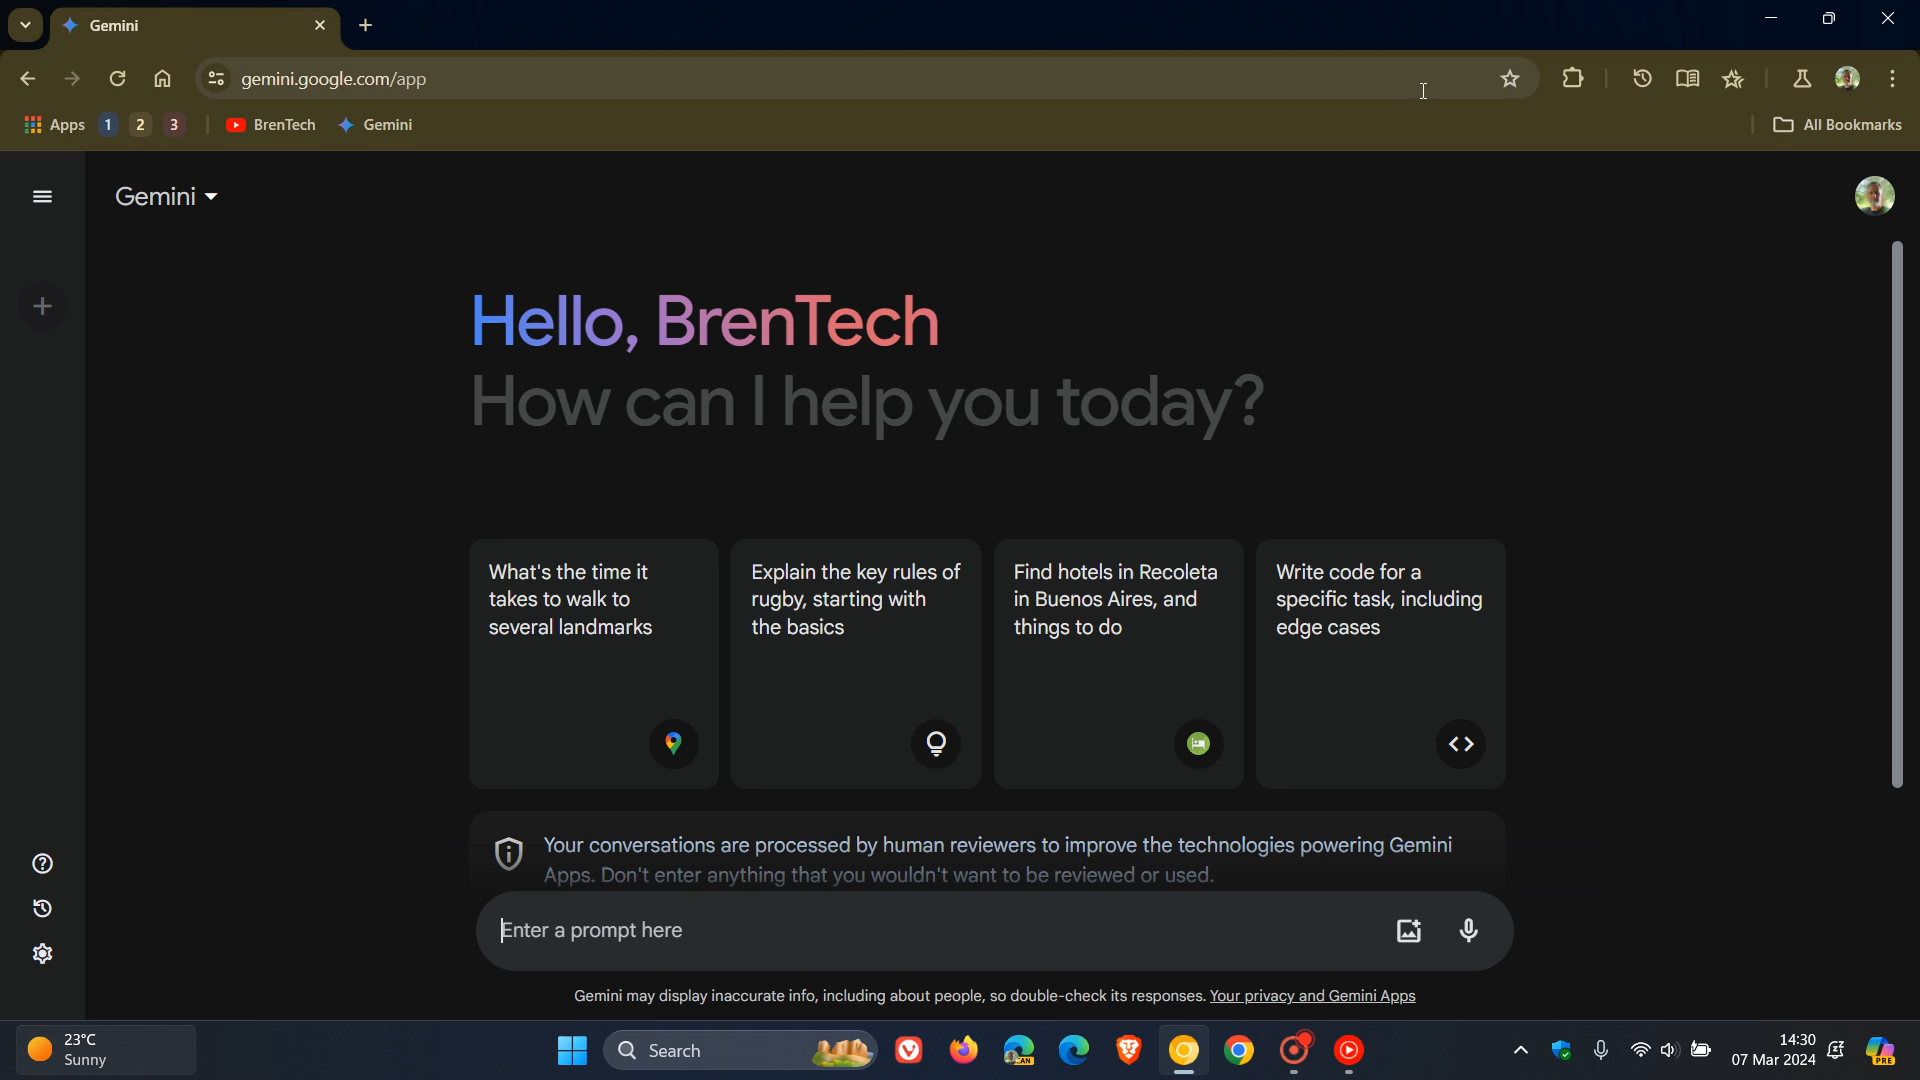 Gemini
gemini.google.com/app
Apps 1 2 3 BrenTech Gemini All Bookmarks
Gemini
Hello, BrenTech
How can I help you today?
What's the time it
takes to walk to
several landmarks
Explain the key rules of
rugby, starting with
the basics
Find hotels in Recoleta
in Buenos Aires, and
things to do
Write code for a
specific task, including
edge cases
Your conversations are processed by human reviewers to improve the technologies powering Gemini
Apps. Don't enter anything that you wouldn't want to be reviewed or used.
Enter a prompt here
Gemini may display inaccurate info, including about people, so double-check its responses. Your privacy and Gemini Apps
23°C
Sunny
Search
CAN
14:30
07 Mar 2024
PRE